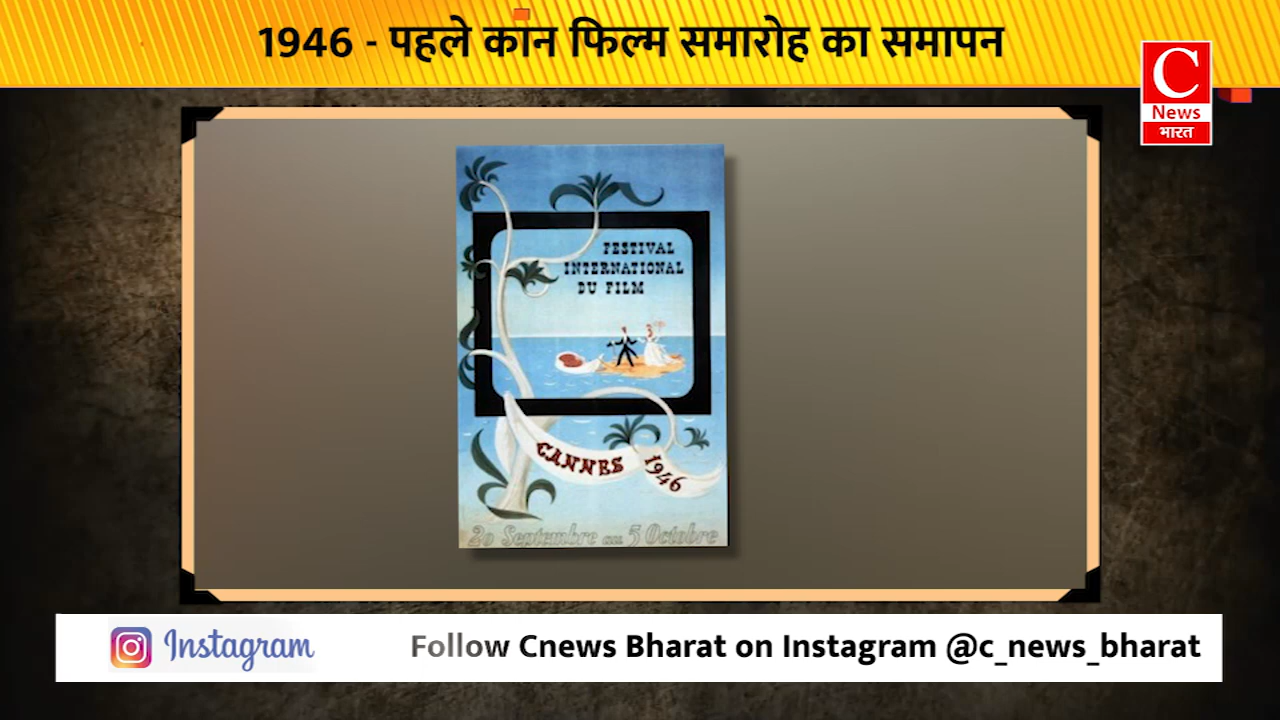 1946 - पहले कान फिल्म समारोह का समापन
C
News
भारत
FESTIVAL
INTERNATIONAL
DU FILM
CANNES 1946
20 Septembre au 5 Octobre
Instagram
Follow Cnews Bharat on Instagram @c_news_bharat